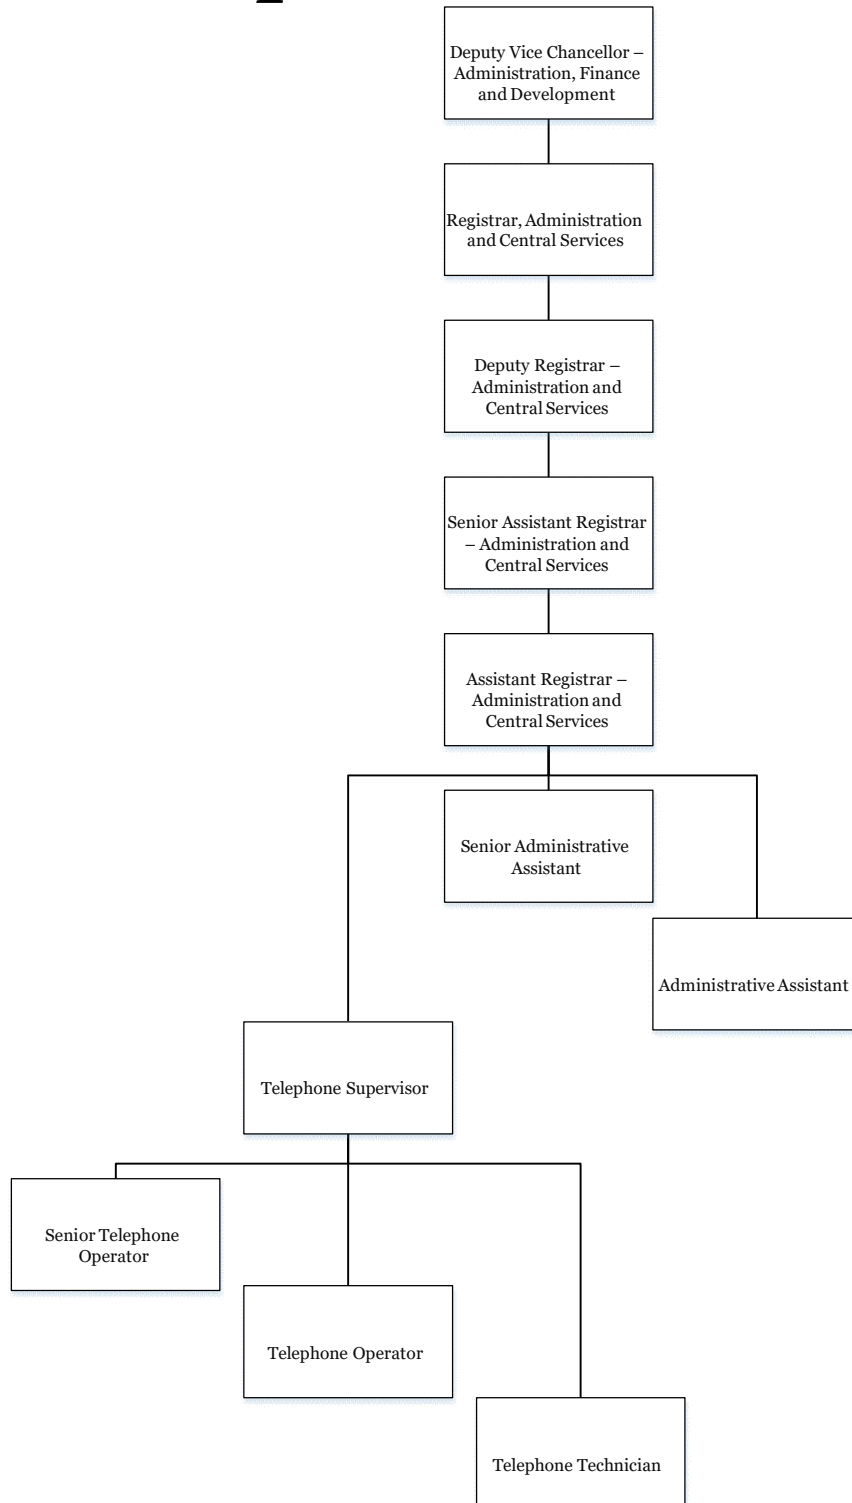 Deputy Vice Chancellor –
Administration, Finance
and Development
Registrar, Administration
and Central Services
Deputy Registrar –
Administration and
Central Services
Senior Assistant Registrar
– Administration and
Central Services
Assistant Registrar –
Administration and
Central Services
Senior Administrative
Assistant
Administrative Assistant
Telephone Supervisor
Senior Telephone
Operator
Telephone Operator
Telephone Technician